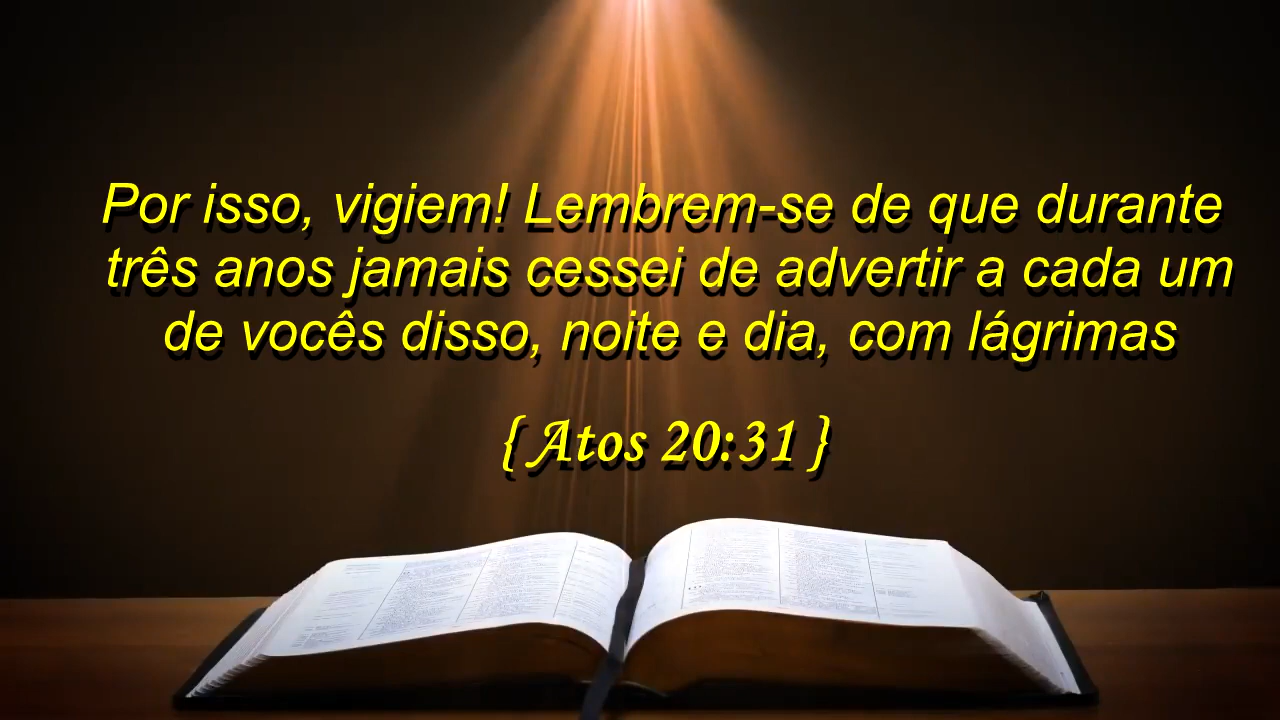 Por isso, vigiem! Lembrem-se de que durante
três anos jamais cessei de advertir a cada um
de vocês disso, noite e dia, com lágrimas
{ Atos 20:31 }